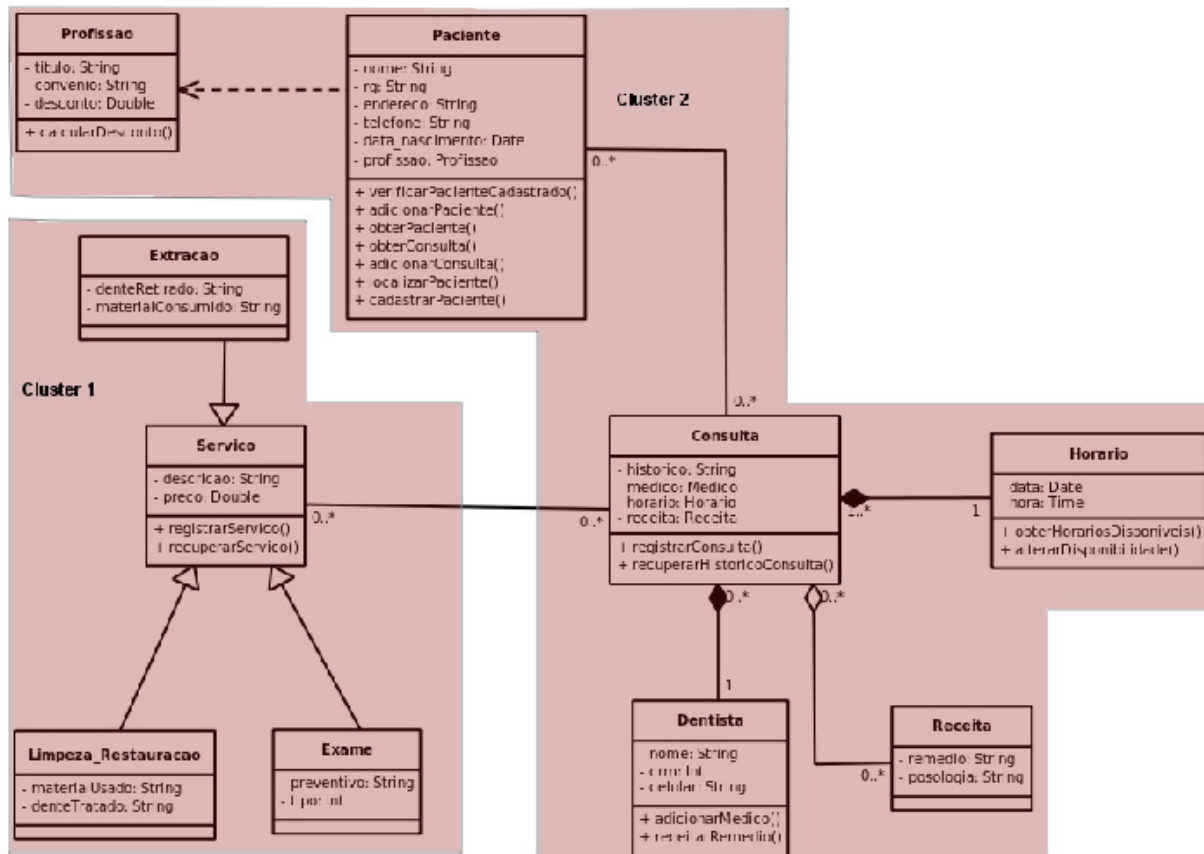 Profissao
- titulo: String
convenio: String
- desconto: Double
+ calcularDesconto()
Paciente
- nome: String
- rg: String
- endereco: String
- telefone: String
- data_nascimento: Date
- profissao: Profissao
+ verificarPacienteCadastrado()
+ adicionarPaciente()
+ obterPaciente()
+ obterConsulta()
+ adicionarConsulta()
+ localizarPaciente()
+ cadastrarPaciente()
Cluster 2
0..*
0..*
Extracao
- denteRetirado: String
- materialConsumido: String
Cluster 1
Servico
- descricao: String
- preco: Double
+ registrarServico()
+ recuperarServico()
0..*
0..*
Consulta
- historico: String
medico: Medico
horario: Horario
- receita: Receita
+ registrarConsulta()
+ recuperarHistoricoConsulta()
1
Horario
data: Date
hora: Time
+ obterHorariosDisponiveis()
+ alterarDisponibilidade()
0..*
0..*
1
0..*
Limpeza_Restauracao
- materialUsado: String
- denteTratado: String
Exame
preventivo: String
- tipo: Int
Dentista
nome: String
- crm: Int
- celular: String
+ adicionarMedico()
+ receitarRemedio()
Receita
- remedio: String
- posologia: String